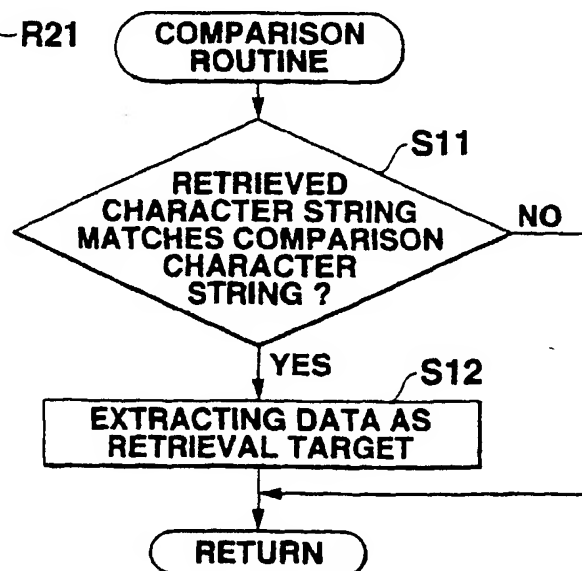 R21
COMPARISON
ROUTINE
S11
RETRIEVED
CHARACTER STRING
MATCHES COMPARISON
CHARACTER
STRING ?
NO
YES
S12
EXTRACTING DATA AS
RETRIEVAL TARGET
RETURN